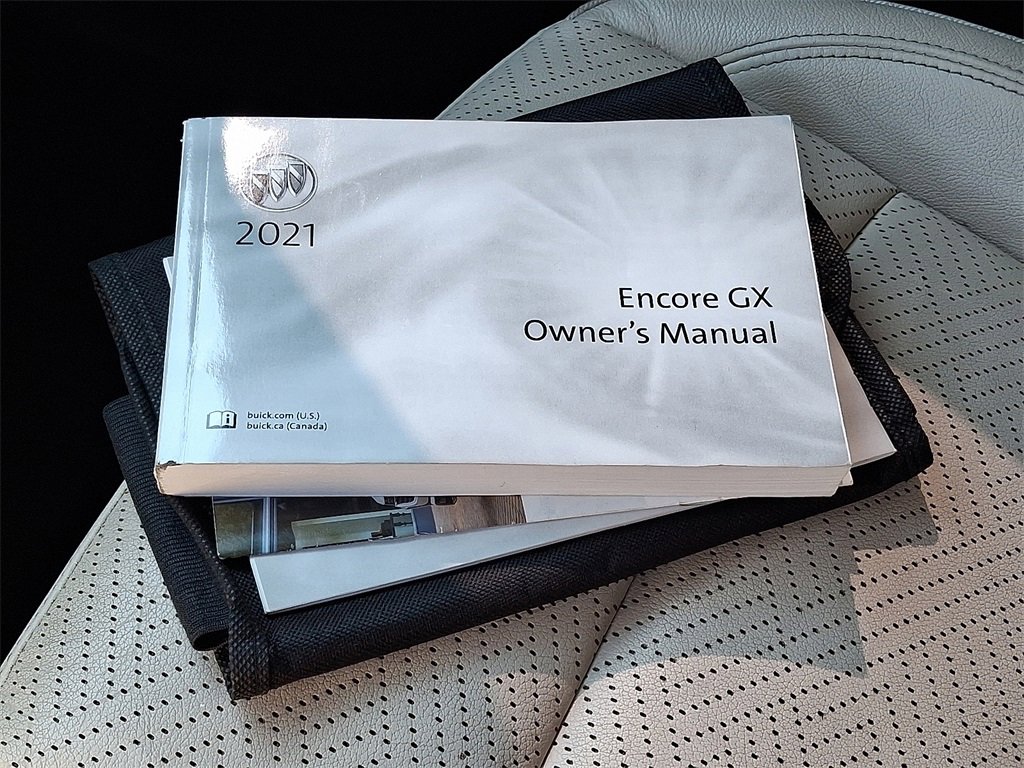 2021
Encore GX
Owner's Manual
buick.com (U.S.)
buick.ca (Canada)